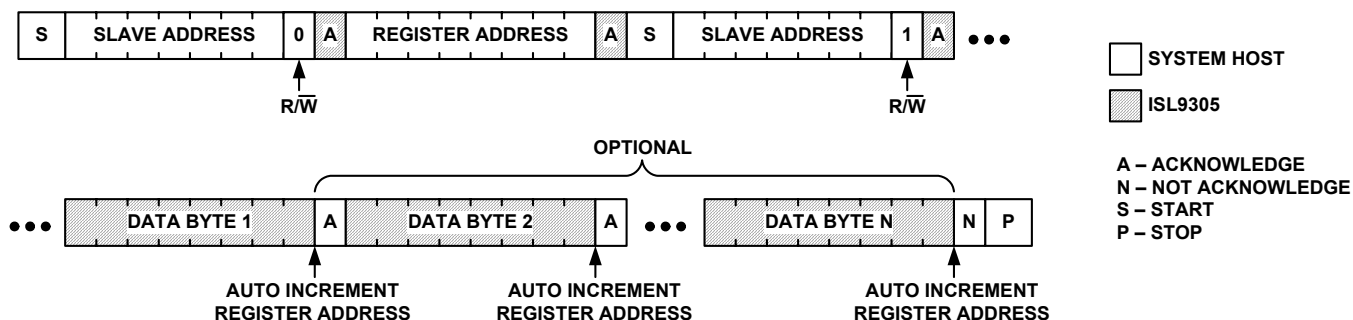 S SLAVE ADDRESS 0 A REGISTER ADDRESS A S SLAVE ADDRESS 1 A •••
R/W̅ R/W̅
SYSTEM HOST
ISL9305
A – ACKNOWLEDGE
N – NOT ACKNOWLEDGE
S – START
P – STOP
OPTIONAL
••• DATA BYTE 1 A DATA BYTE 2 A ••• DATA BYTE N N P
AUTO INCREMENT
REGISTER ADDRESS
AUTO INCREMENT
REGISTER ADDRESS
AUTO INCREMENT
REGISTER ADDRESS